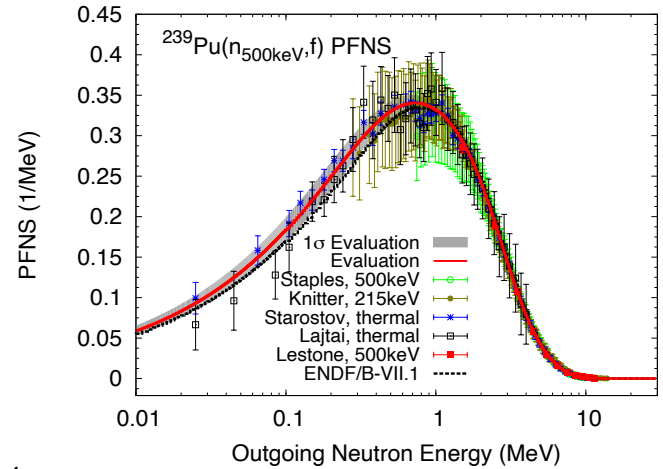 ²³⁹Pu(n₅₀₀ₖₑᵥ,f) PFNS
PFNS (1/MeV)
0.45
0.4
0.35
0.3
0.25
0.2
0.15
0.1
0.05
0
1σ Evaluation
Evaluation
Staples, 500keV
Knitter, 215keV
Starostov, thermal
Lajtai, thermal
Lestone, 500keV
ENDF/B-VII.1
0.01 0.1 1 10
Outgoing Neutron Energy (MeV)